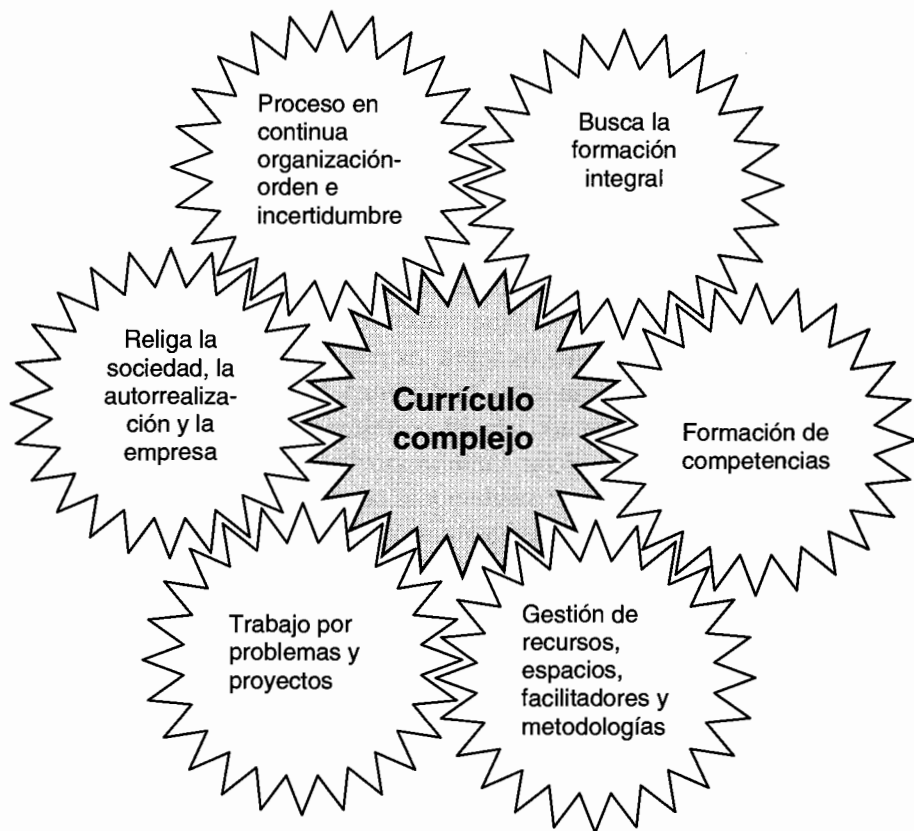 Proceso en
continua
organización-
orden e
incertidumbre
Busca la
formación
integral
Religa la
sociedad, la
autorrealiza-
ción y la
empresa
Currículo
complejo
Formación de
competencias
Trabajo por
problemas y
proyectos
Gestión de
recursos,
espacios,
facilitadores y
metodologías